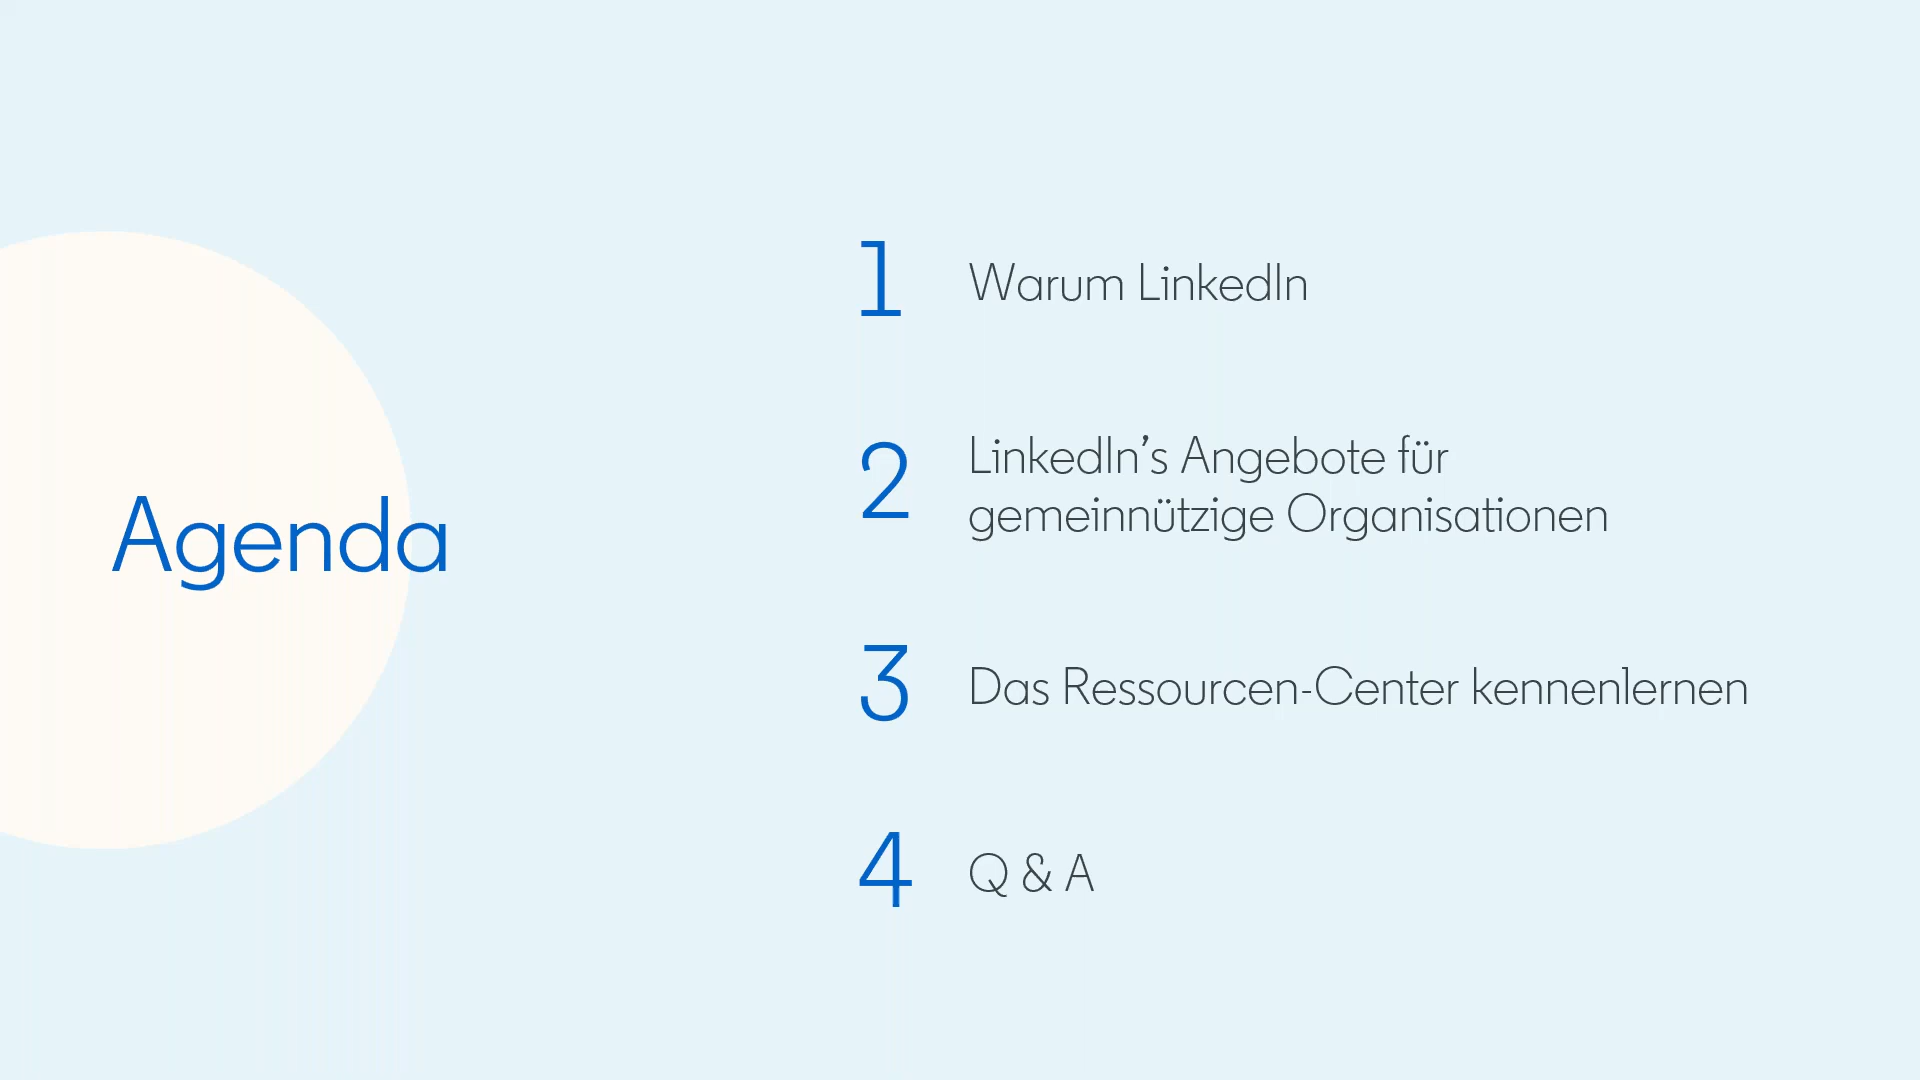 Agenda
1 Warum LinkedIn
2 LinkedIn’s Angebote für
gemeinnützige Organisationen
3 Das Ressourcen-Center kennenlernen
4 Q & A